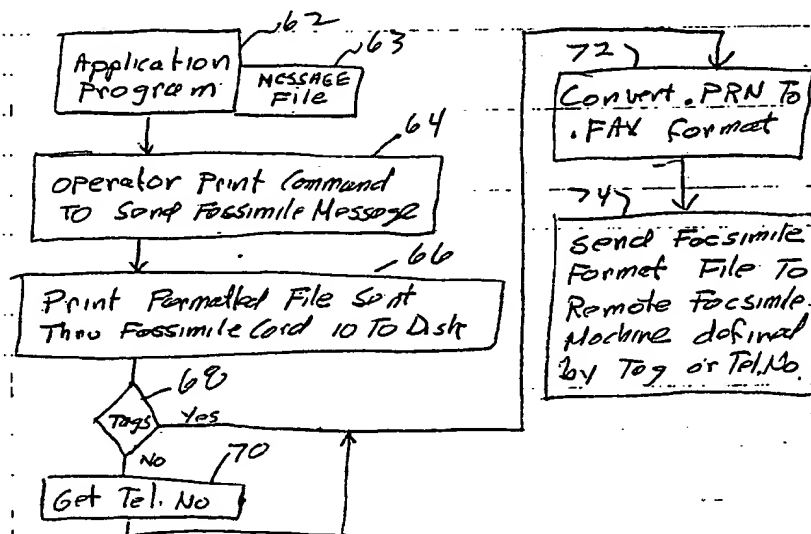 62
Application
Program
63
MESSAGE
File
64
Operator Print Command
To Send Fassimile Message
66
Print Formatted File Sent
Thru Fassimile Card 10 To Disk
68
Tags
Yes
No
70
Get Tel. No
72
Convert .PRN To
.FAX Format
74
Send Facsimile
Format File To
Remote Facsimile
Machine defined
by Tag or Tel.No.